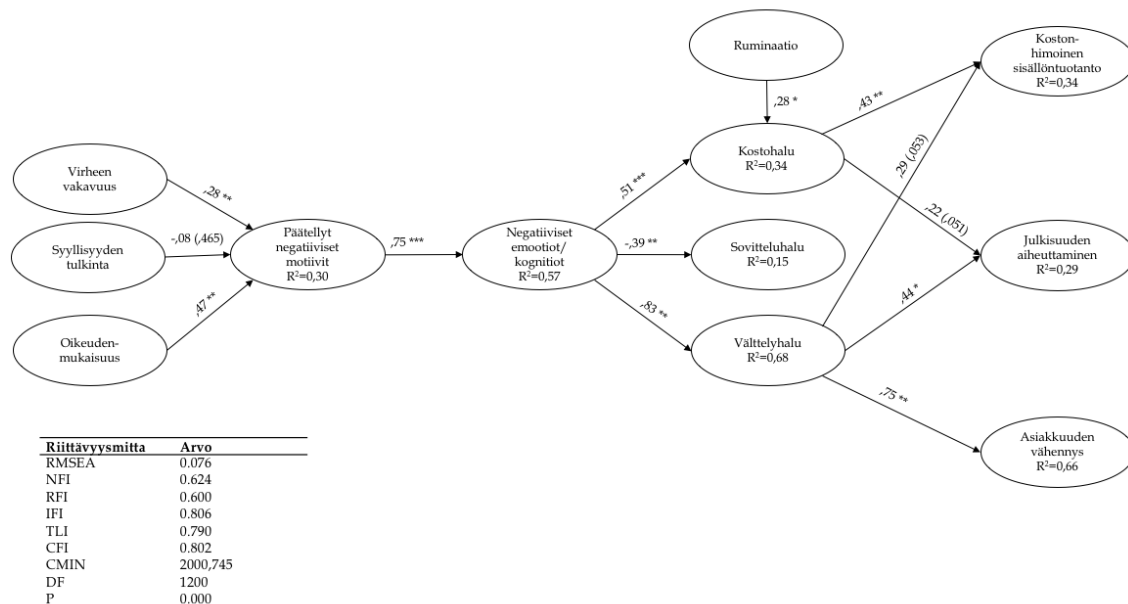 Ruminaatio
Koston-
himoinen
sisällöntuotanto
R²=0,34
,28 *
,43 **
Virheen
vakavuus
Kostohalu
R²=0,34
,28 **
,51 ***
,29 (,053)
,22 (,051)
Syyllisyyden
tulkinta
-,08 (,465)
Päätellyt
negatiiviset
motiivit
R²=0,30
,75 ***
Negatiiviset
emootiot/
kognitiot
R²=0,57
-,39 **
Sovitteluhalu
R²=0,15
Julkisuuden
aiheuttaminen
R²=0,29
,47 **
,83 **
,44 *
Oikeuden-
mukaisuus
Välttelyhalu
R²=0,68
,75 **
Asiakkuuden
vähennys
R²=0,66
Riittävyysmitta Arvo
RMSEA 0.076
NFI 0.624
RFI 0.600
IFI 0.806
TLI 0.790
CFI 0.802
CMIN 2000,745
DF 1200
P 0.000